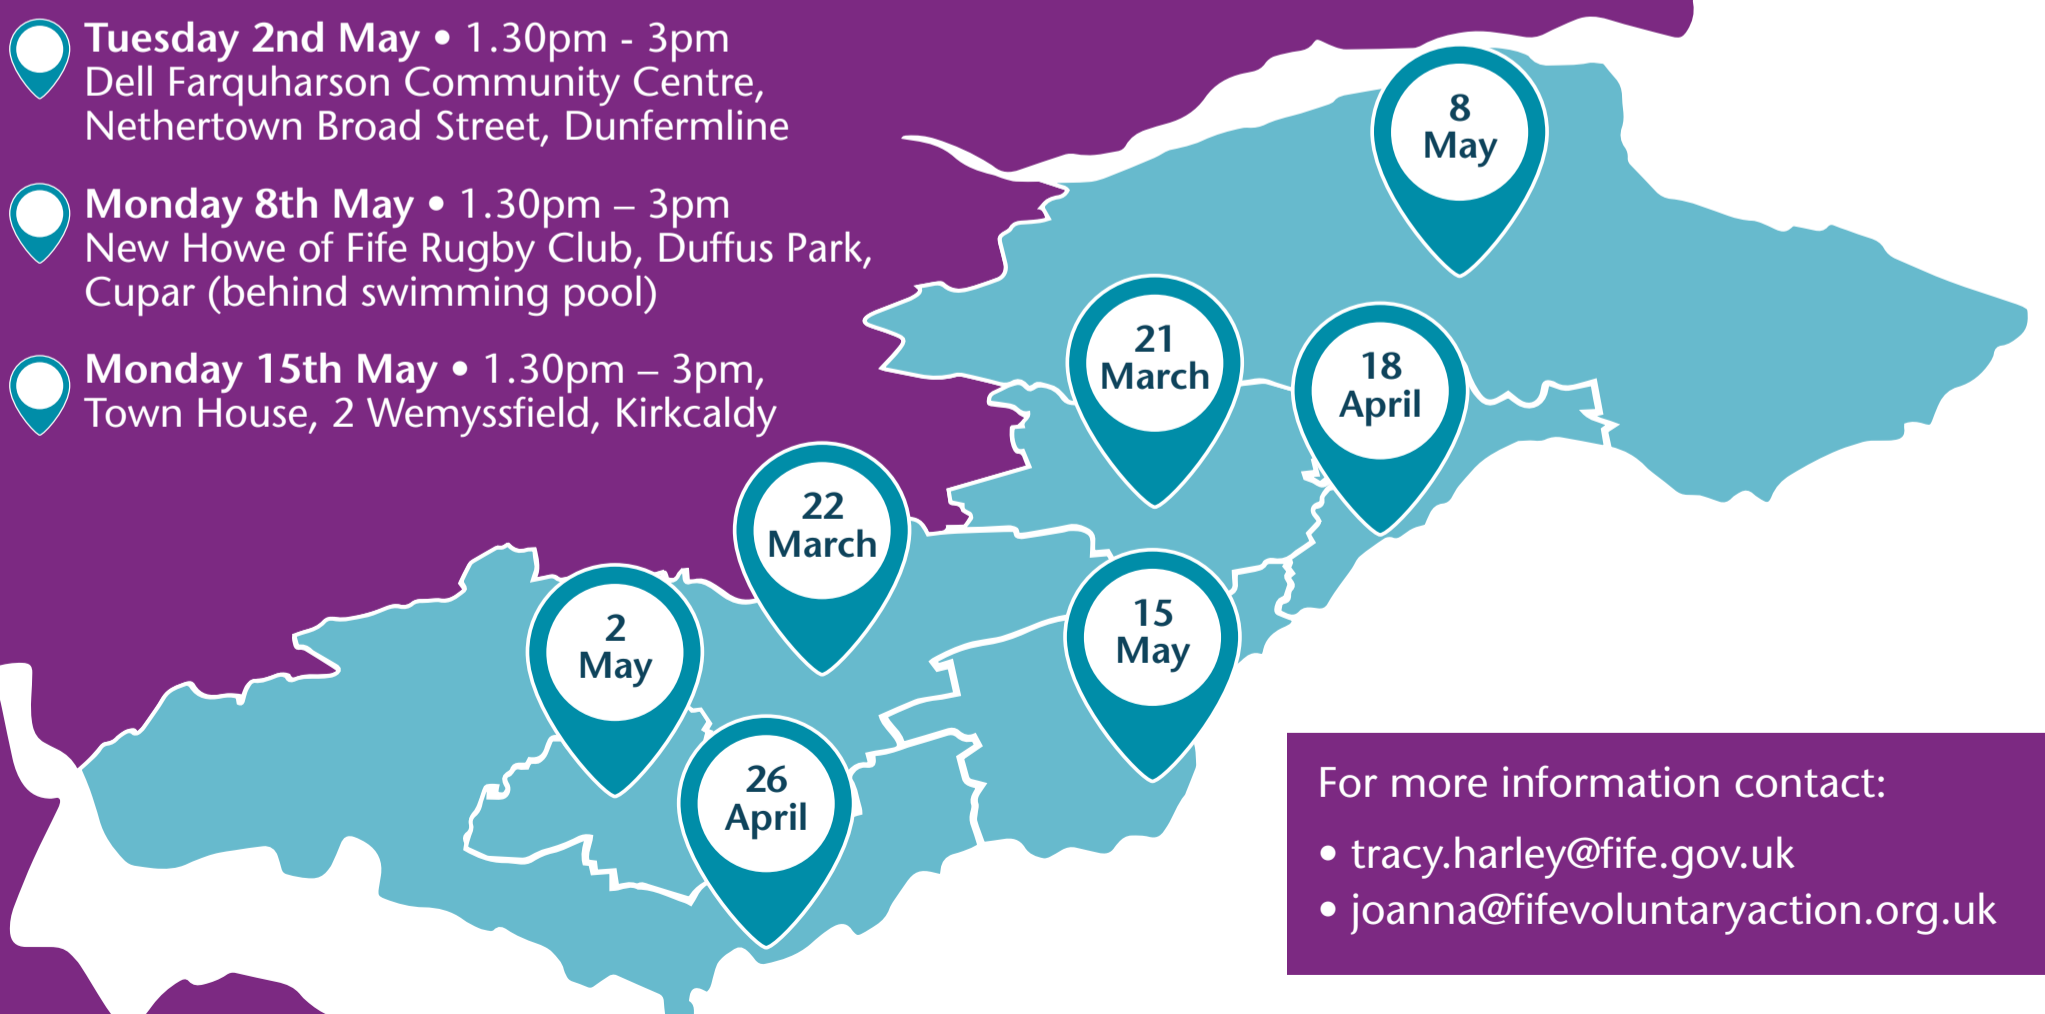 Tuesday 2nd May • 1.30pm - 3pm
Dell Farquharson Community Centre,
Nethertown Broad Street, Dunfermline
Monday 8th May • 1.30pm – 3pm
New Howe of Fife Rugby Club, Duffus Park,
Cupar (behind swimming pool)
Monday 15th May • 1.30pm – 3pm,
Town House, 2 Wemyssfield, Kirkcaldy
8
May
21
March
18
April
22
March
2
May
15
May
26
April
For more information contact:
• tracy.harley@fife.gov.uk
• joanna@fifevoluntaryaction.org.uk